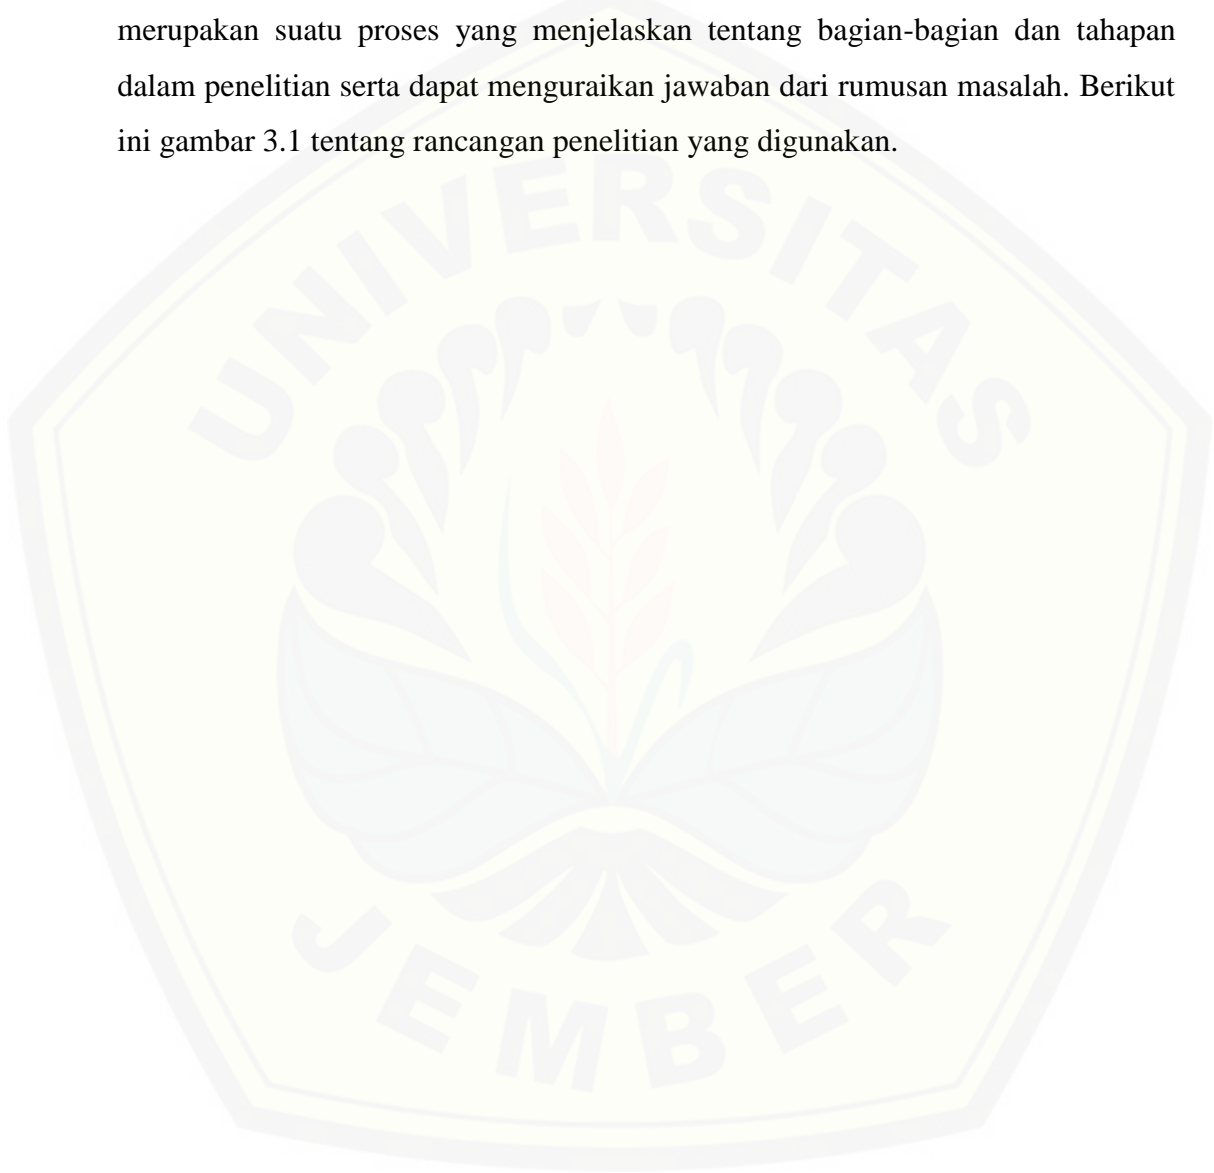 merupakan suatu proses yang menjelaskan tentang bagian-bagian dan tahapan
dalam penelitian serta dapat menguraikan jawaban dari rumusan masalah. Berikut
ini gambar 3.1 tentang rancangan penelitian yang digunakan.
UNIVERSITAS
JEMBER